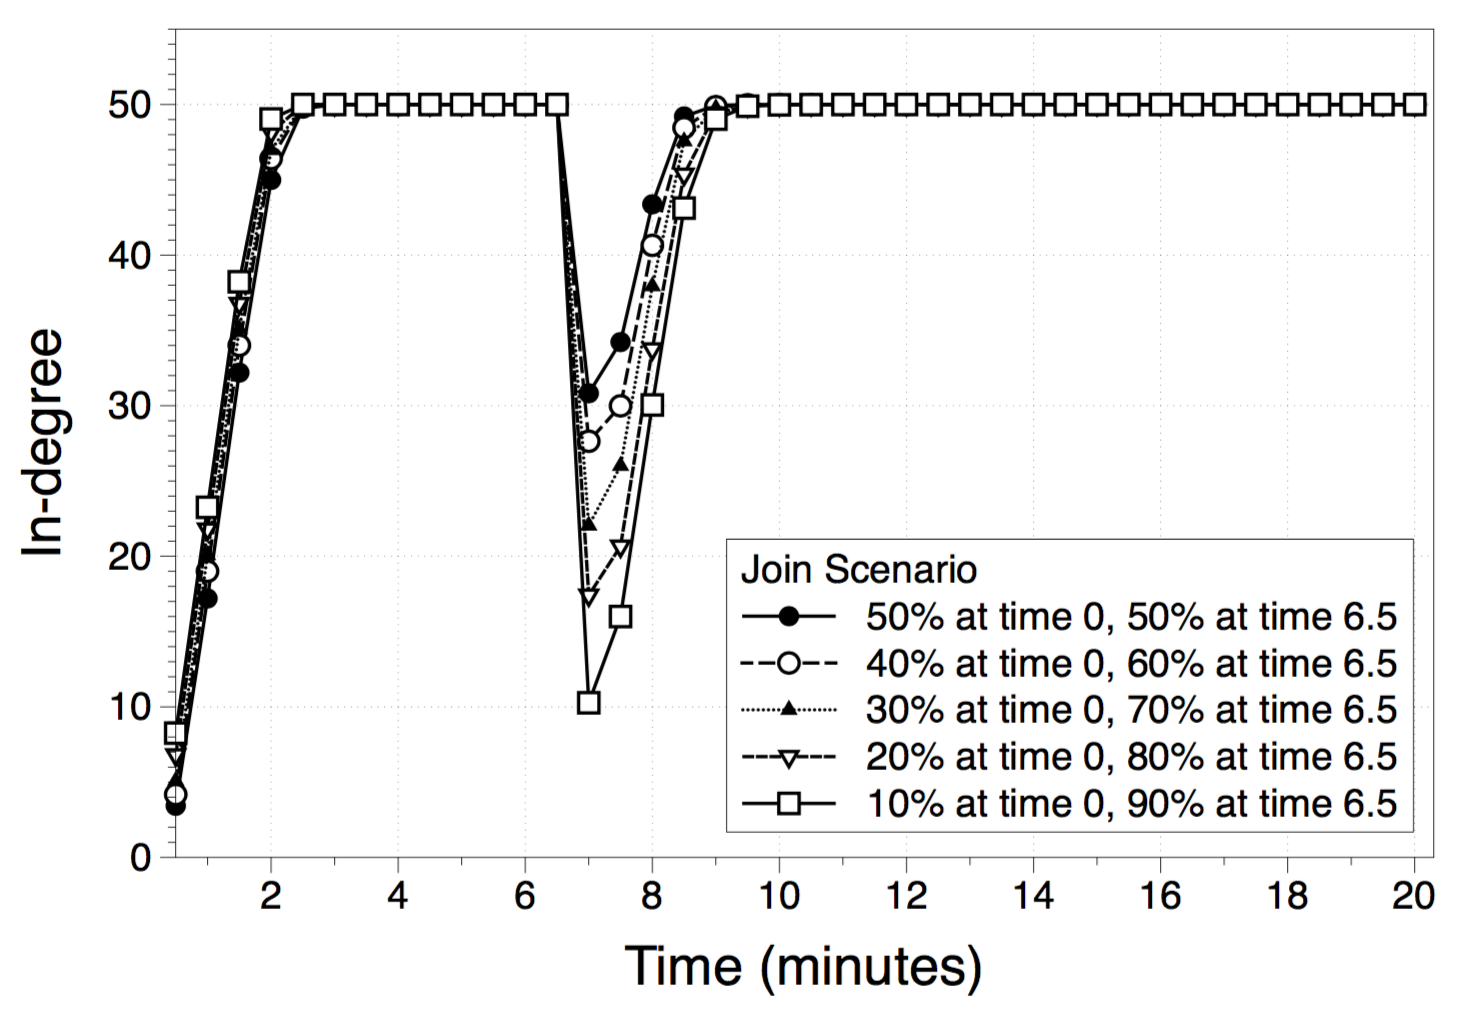 50
40
30
20
10
0
In-degree
Join Scenario
50% at time 0, 50% at time 6.5
40% at time 0, 60% at time 6.5
30% at time 0, 70% at time 6.5
20% at time 0, 80% at time 6.5
10% at time 0, 90% at time 6.5
2 4 6 8 10 12 14 16 18 20
Time (minutes)